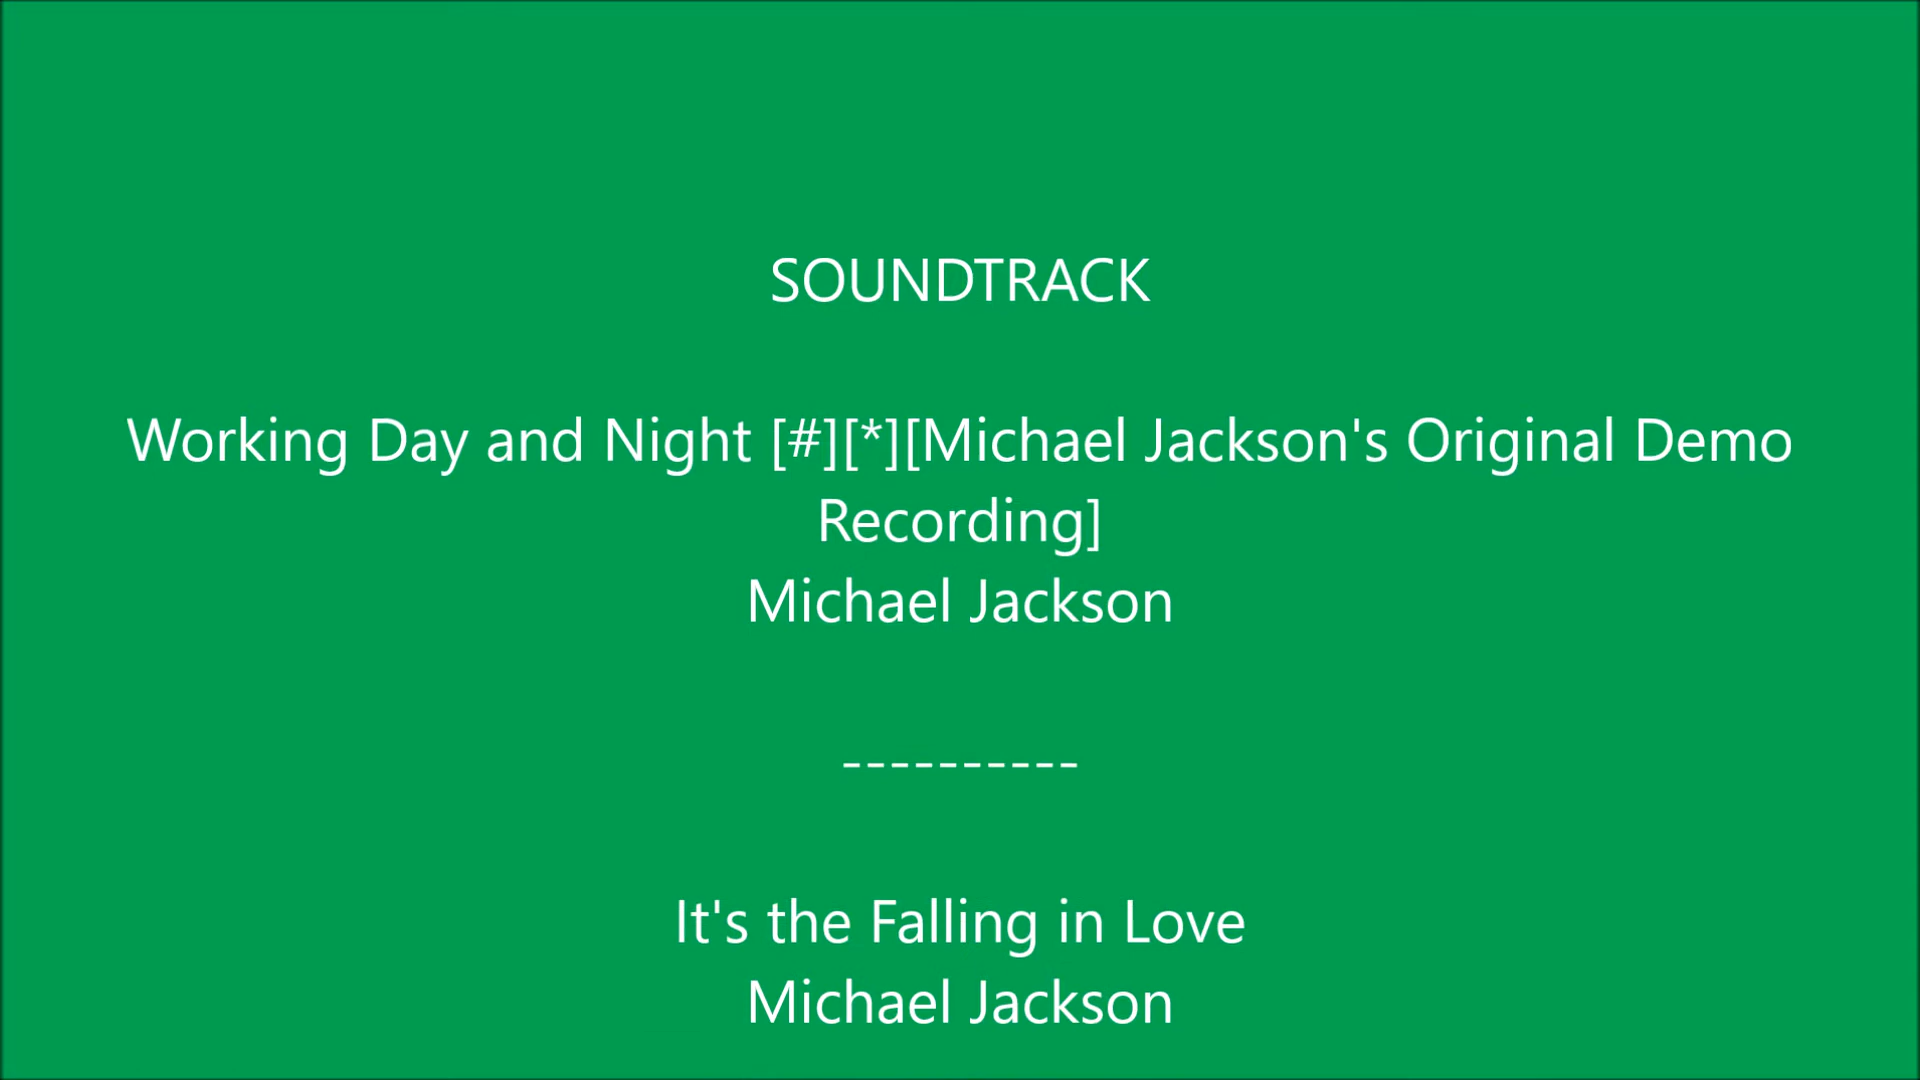 SOUNDTRACK
Working Day and Night [#][*][Michael Jackson's Original Demo
Recording]
Michael Jackson
----------
It's the Falling in Love
Michael Jackson